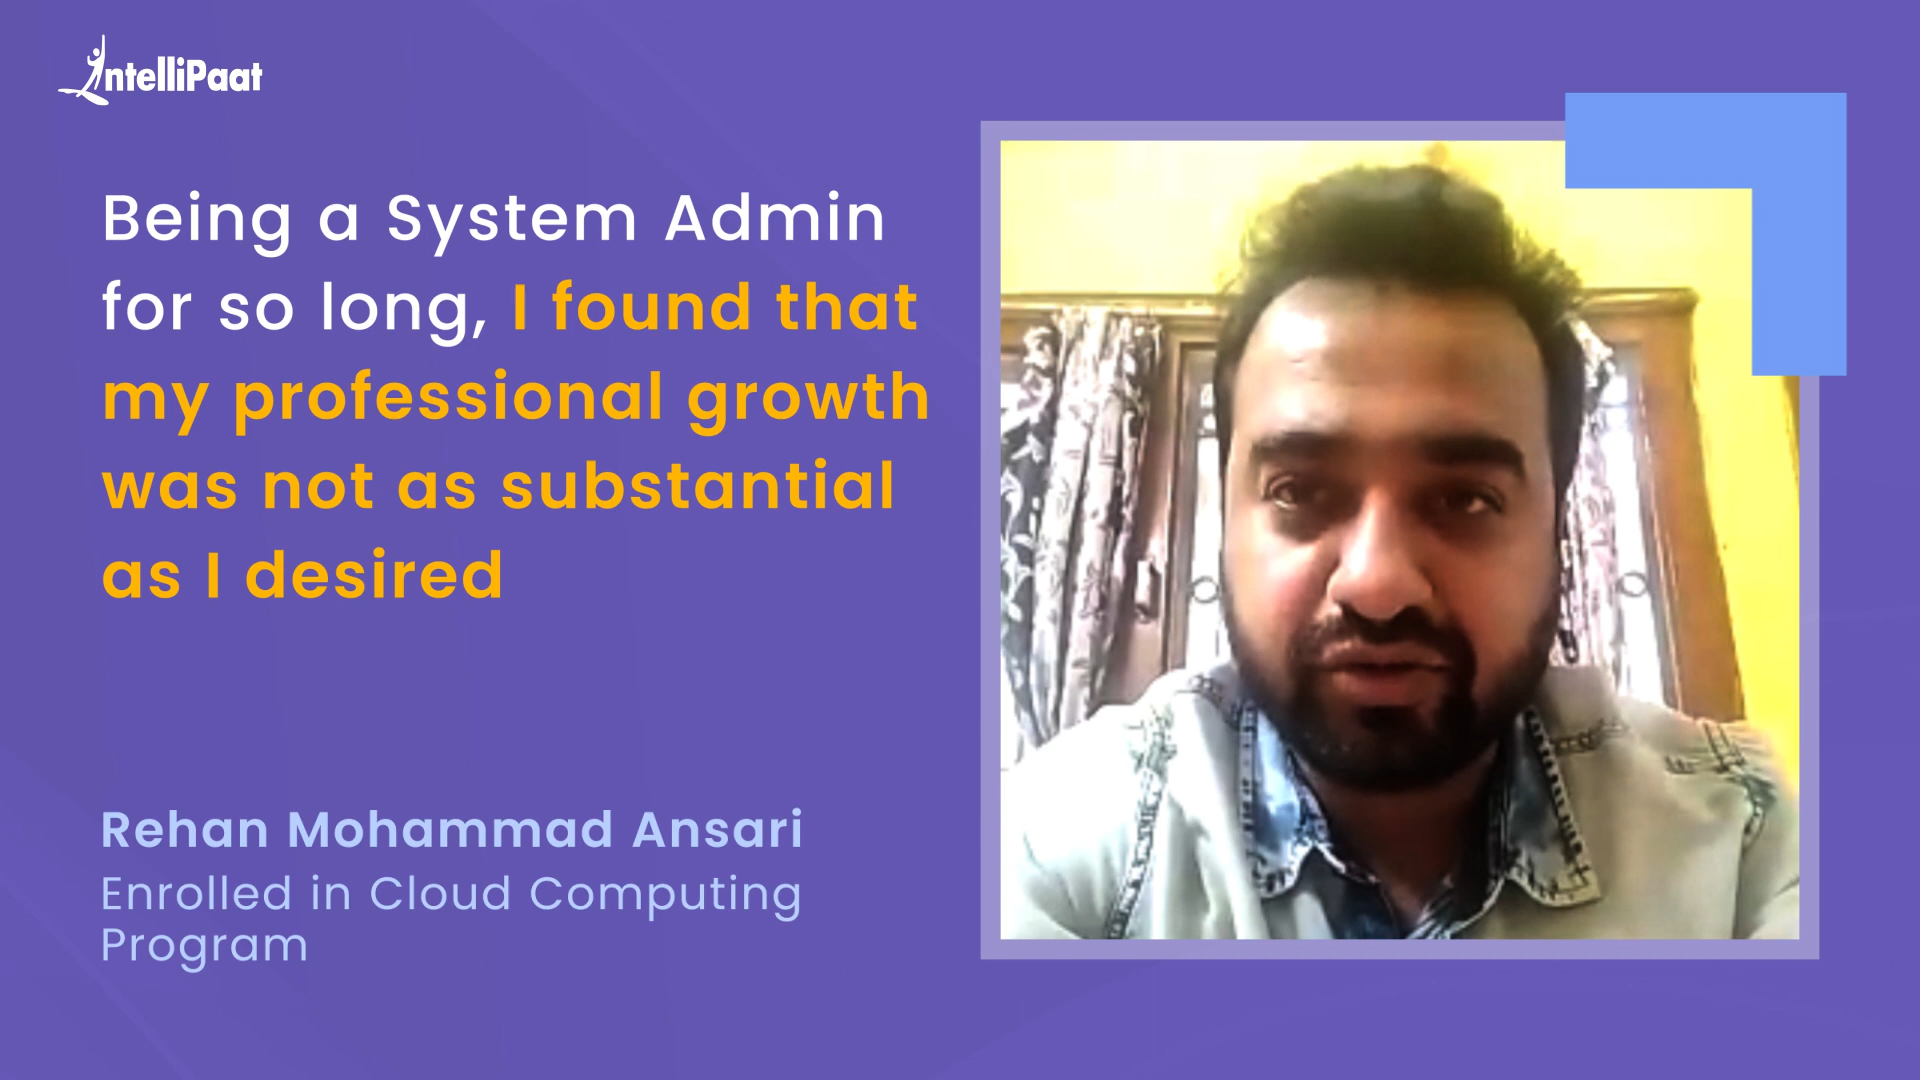 IntelliPaat
Being a System Admin
for so long, I found that
my professional growth
was not as substantial
as I desired
Rehan Mohammad Ansari
Enrolled in Cloud Computing
Program